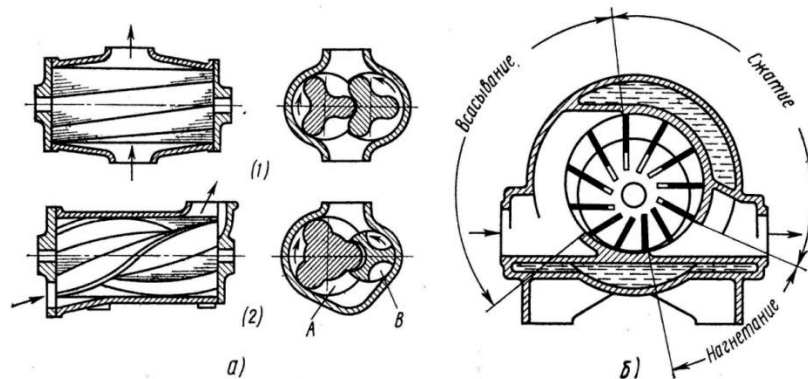 Всасывание
Сжатие
(1)
(2)
А
В
Нагнетание
а)
б)